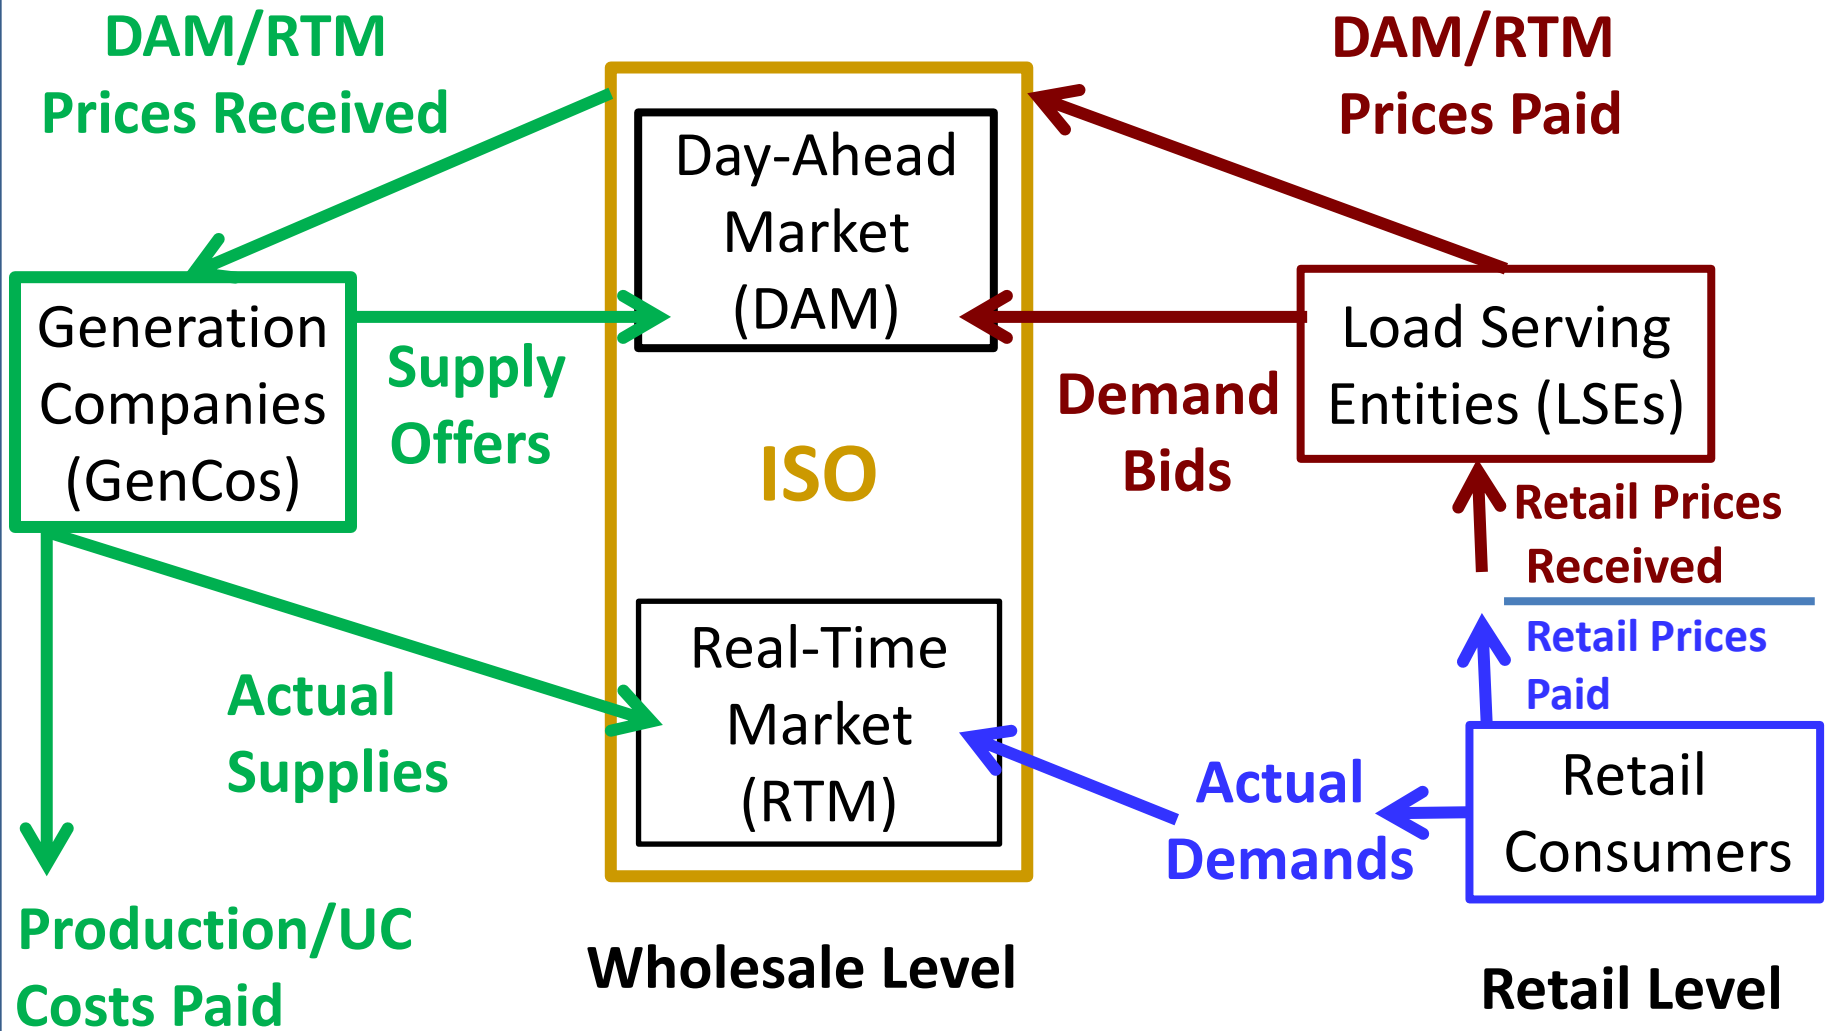 DAM/RTM
Prices Received
DAM/RTM
Prices Paid
Day-Ahead
Market
(DAM)
Generation
Companies
(GenCos)
Supply
Offers
ISO
Demand
Bids
Load Serving
Entities (LSEs)
Retail Prices
Received
Retail Prices
Paid
Real-Time
Market
(RTM)
Actual
Supplies
Actual
Demands
Retail
Consumers
Production/UC
Costs Paid
Wholesale Level
Retail Level